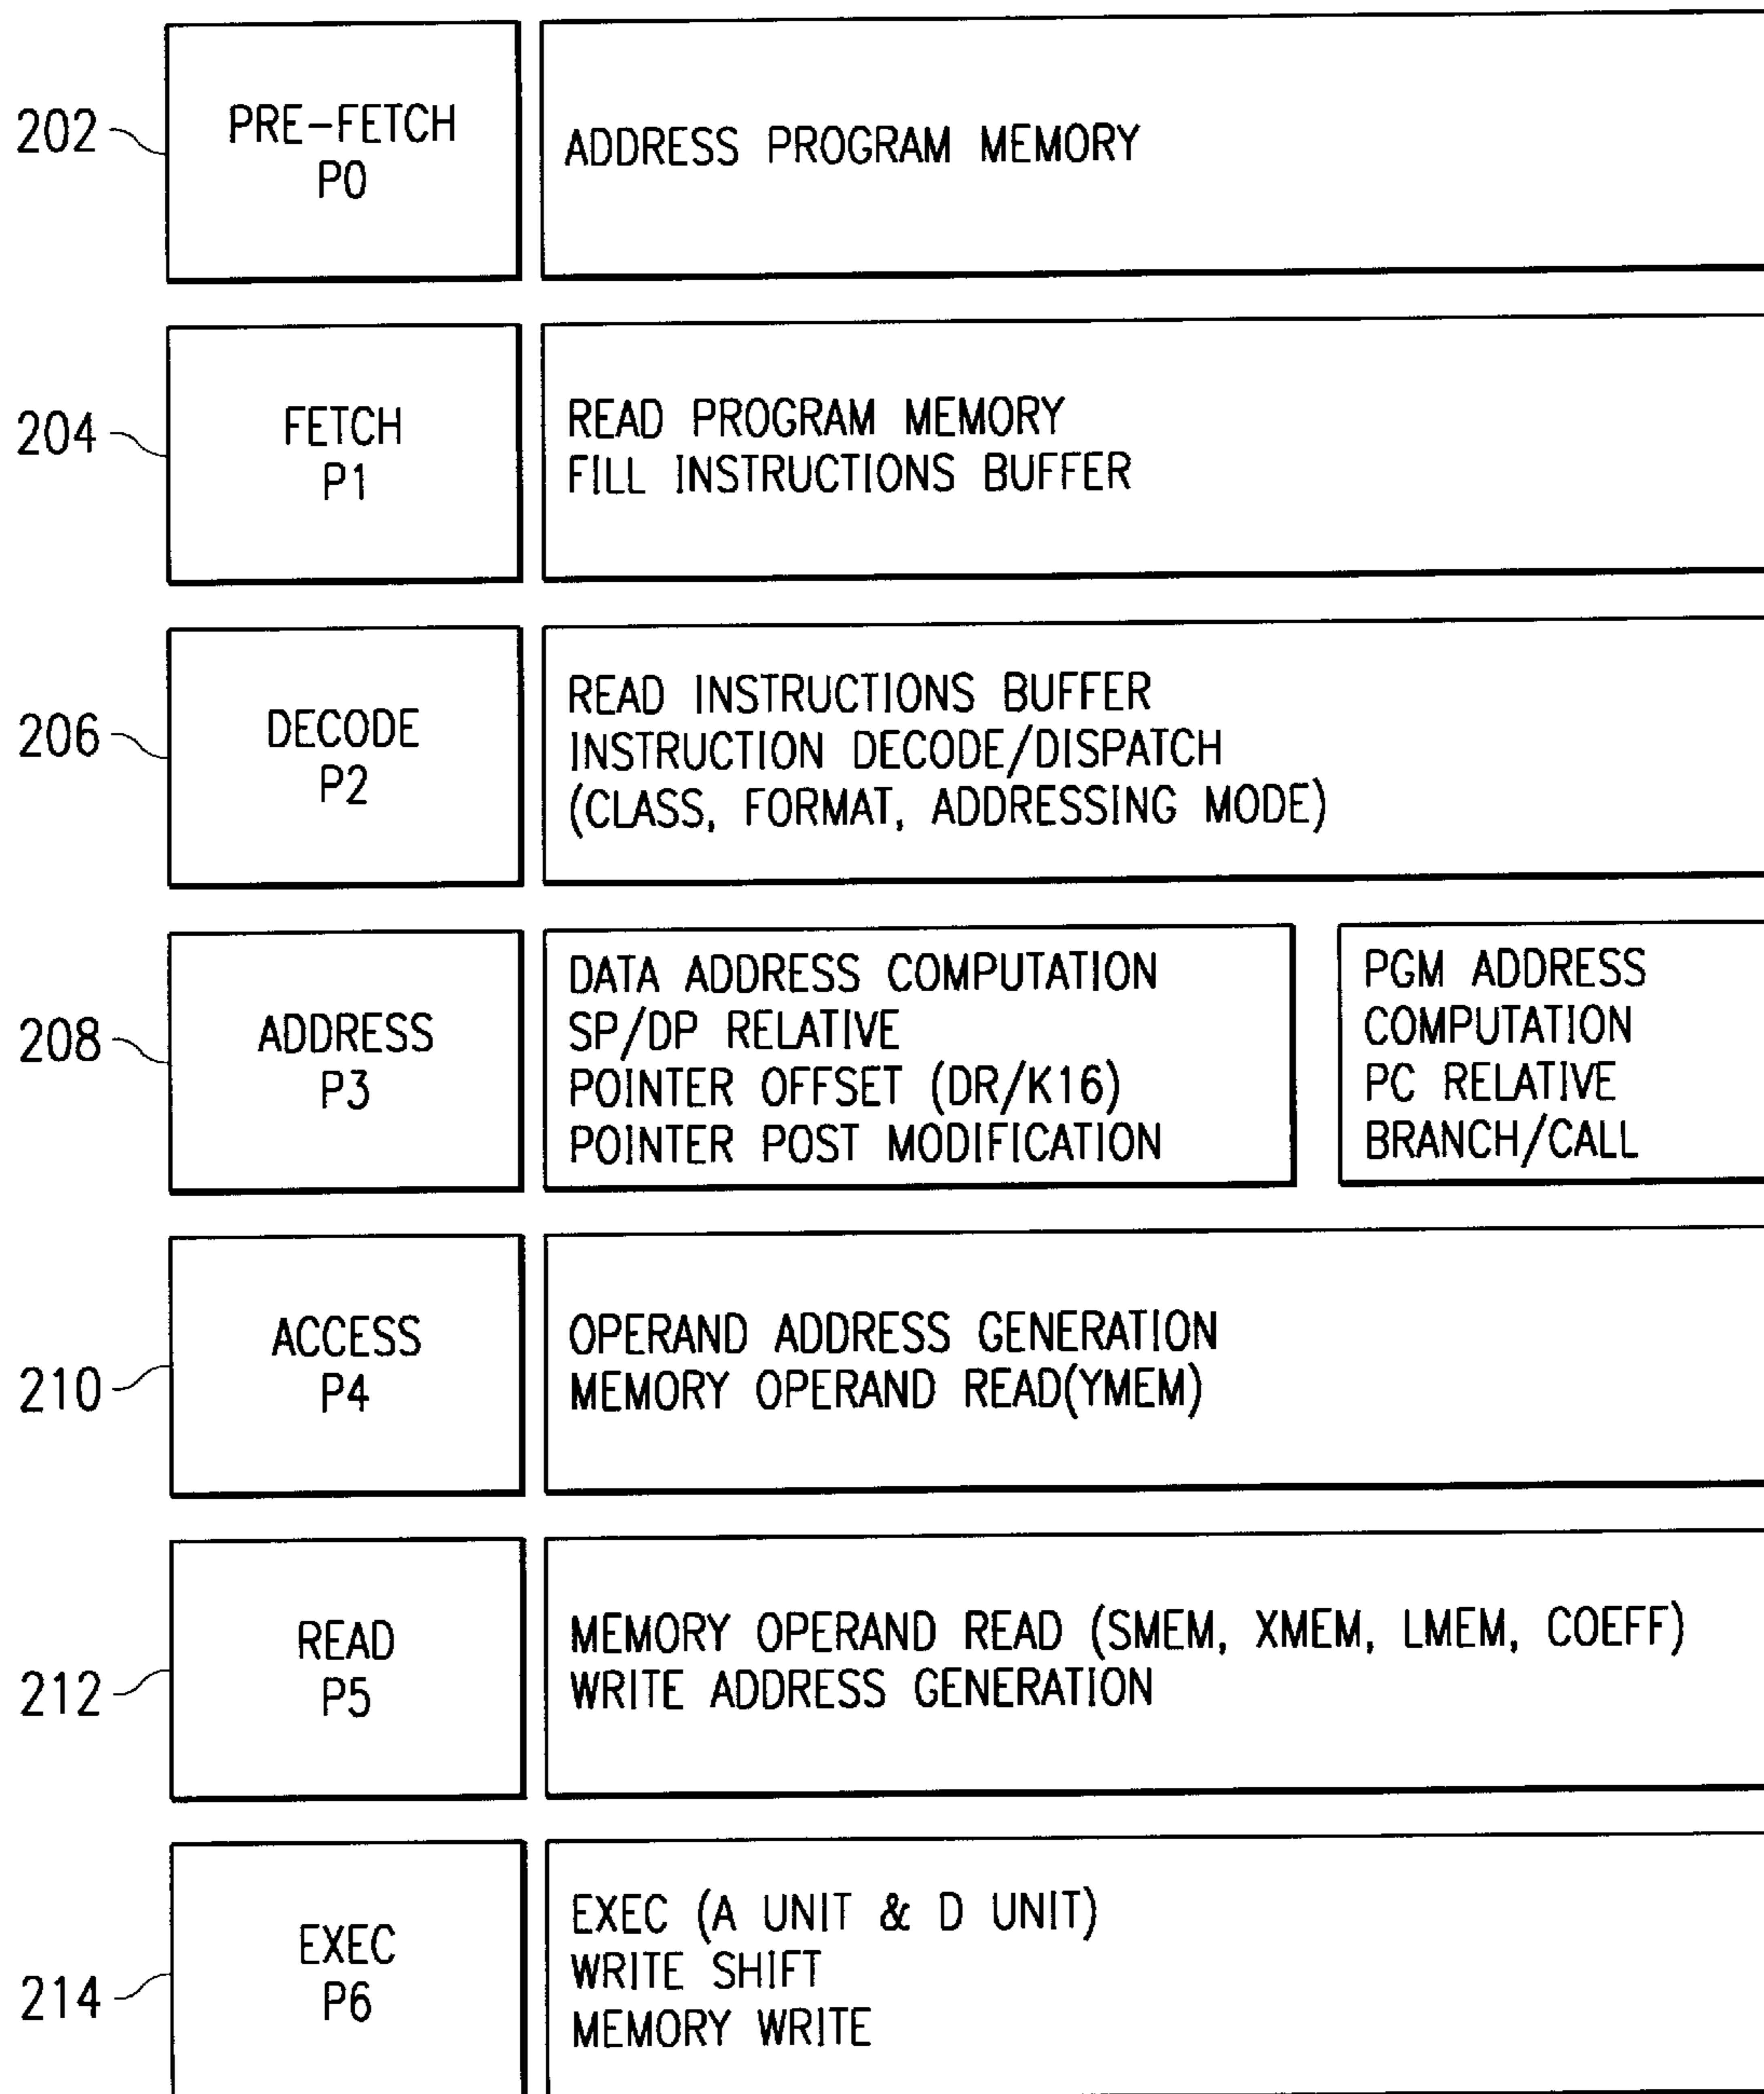 202
PRE-FETCH
P0
ADDRESS PROGRAM MEMORY
204
FETCH
P1
READ PROGRAM MEMORY
FILL INSTRUCTIONS BUFFER
206
DECODE
P2
READ INSTRUCTIONS BUFFER
INSTRUCTION DECODE/DISPATCH
(CLASS, FORMAT, ADDRESSING MODE)
208
ADDRESS
P3
DATA ADDRESS COMPUTATION
SP/DP RELATIVE
POINTER OFFSET (DR/K16)
POINTER POST MODIFICATION
PGM ADDRESS
COMPUTATION
PC RELATIVE
BRANCH/CALL
210
ACCESS
P4
OPERAND ADDRESS GENERATION
MEMORY OPERAND READ(YMEM)
212
READ
P5
MEMORY OPERAND READ (SMEM, XMEM, LMEM, COEFF)
WRITE ADDRESS GENERATION
214
EXEC
P6
EXEC (A UNIT & D UNIT)
WRITE SHIFT
MEMORY WRITE